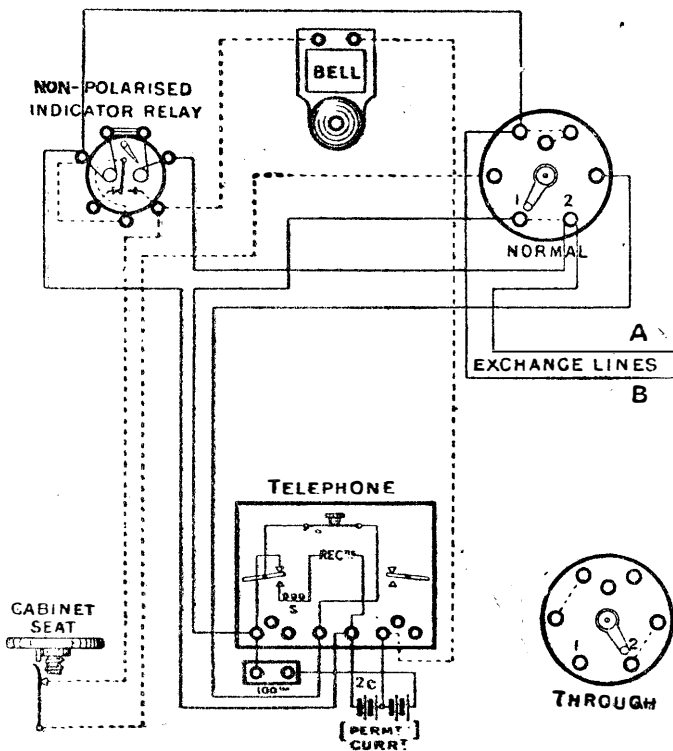 BELL
NON-POLARISED
INDICATOR RELAY
1 2
NORMAL
A
EXCHANGE LINES
B
TELEPHONE
REC RS
S
CABINET
SEAT
100
2C
[PERMT
CURRT]
1 2
THROUGH